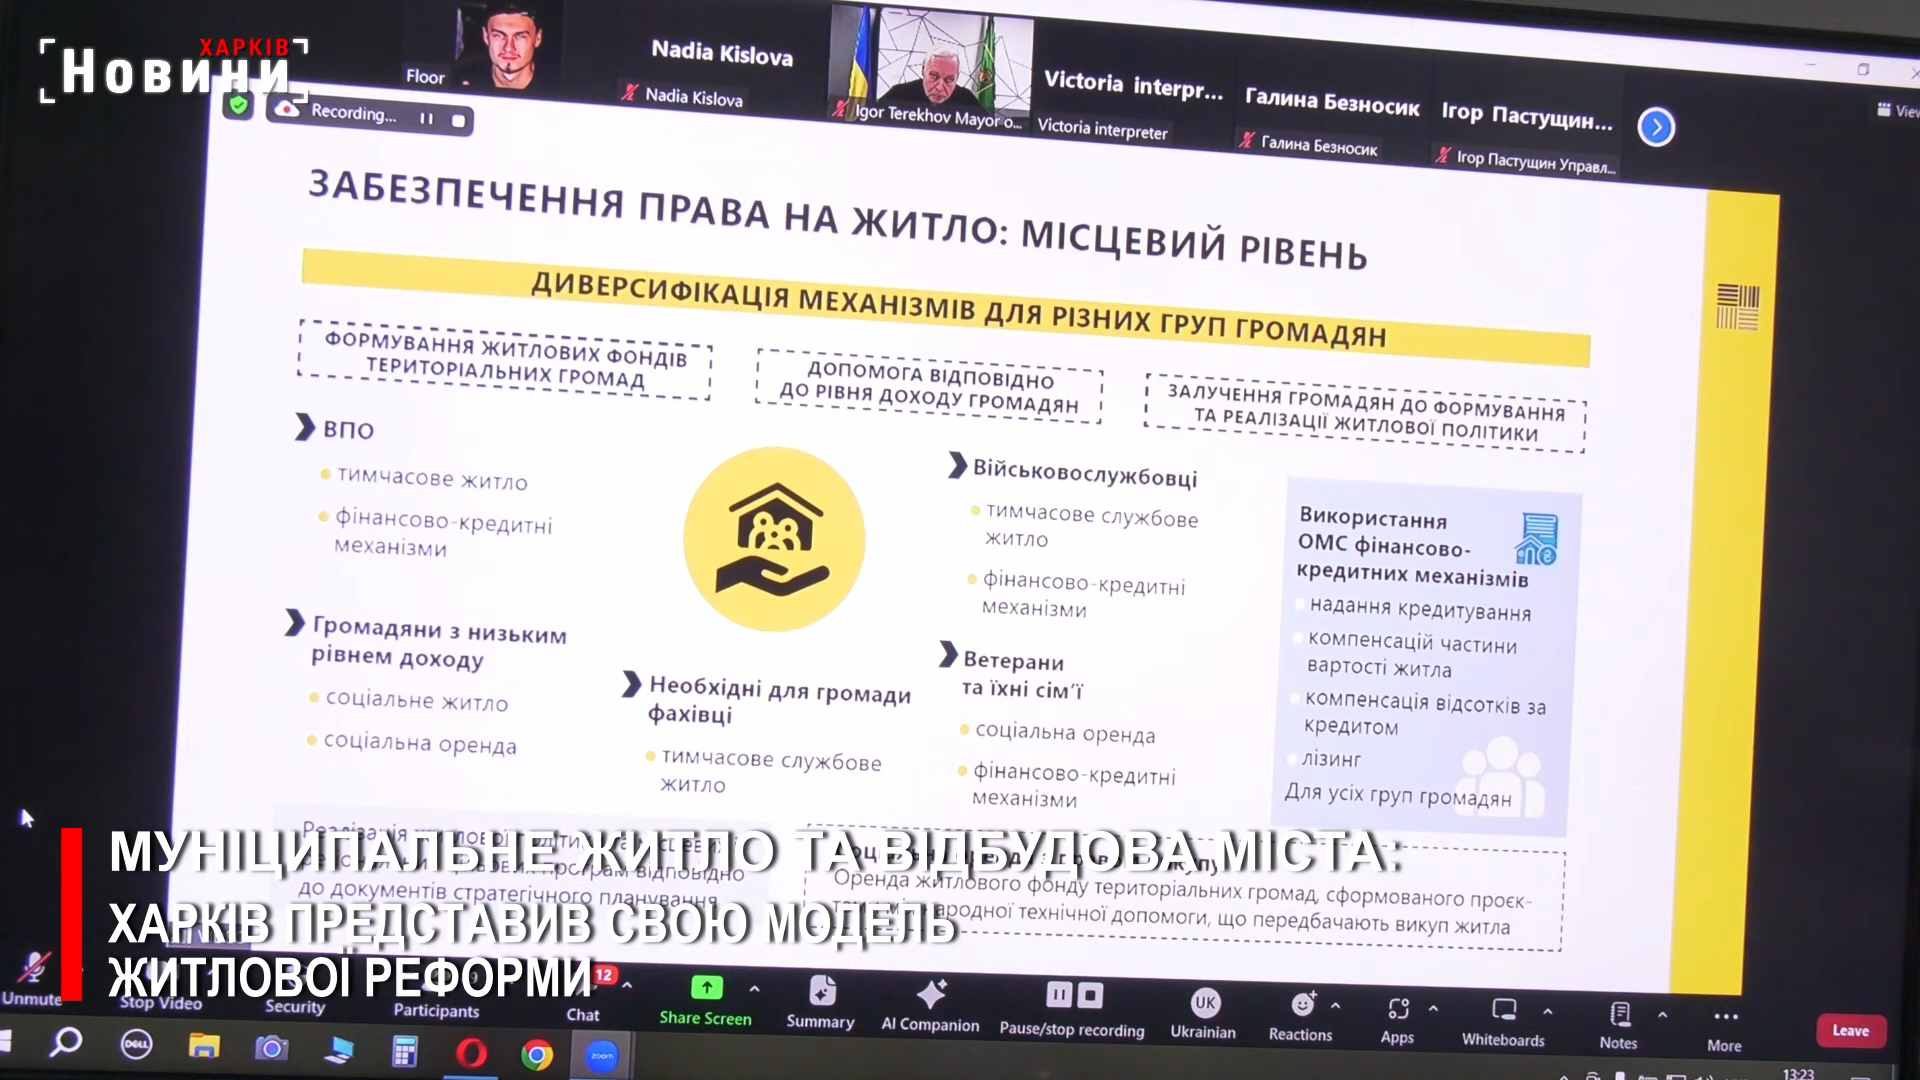 ХАРКІВ
Новини
Floor
Nadia Kislova
Nadia Kislova
Igor Terekhov Mayor o...
Victoria interpr...
Victoria interpreter
Галина Безносик
Галина Безносик
Ігор Пастущин...
Ігор Пастущин Управл...
View
Recording...
ЗАБЕЗПЕЧЕННЯ ПРАВА НА ЖИТЛО: МІСЦЕВИЙ РІВЕНЬ
ДИВЕРСИФІКАЦІЯ МЕХАНІЗМІВ ДЛЯ РІЗНИХ ГРУП ГРОМАДЯН
ФОРМУВАННЯ ЖИТЛОВИХ ФОНДІВ
ТЕРИТОРІАЛЬНИХ ГРОМАД
ДОПОМОГА ВІДПОВІДНО
ДО РІВНЯ ДОХОДУ ГРОМАДЯН
ЗАЛУЧЕННЯ ГРОМАДЯН ДО ФОРМУВАННЯ
ТА РЕАЛІЗАЦІЇ ЖИТЛОВОЇ ПОЛІТИКИ
ВПО
тимчасове житло
фінансово-кредитні
механізми
Громадяни з низьким
рівнем доходу
соціальне житло
соціальна оренда
Необхідні для громади
фахівці
тимчасове службове
житло
Військовослужбовці
тимчасове службове
житло
фінансово-кредитні
механізми
Ветерани
та їхні сім’ї
соціальна оренда
фінансово-кредитні
механізми
Використання
ОМС фінансово-
кредитних механізмів
надання кредитування
компенсацій частини
вартості житла
компенсація відсотків за
кредитом
лізинг
Для усіх груп громадян
відповідно
до документів стратегічного планування
Оренда житлового фонду територіальних громад, сформованого проєк-
народної технічної допомоги, що передбачають викуп житла
МУНІЦИПАЛЬНЕ ЖИТЛО ТА ВІДБУДОВА МІСТА:
ХАРКІВ ПРЕДСТАВИВ СВОЮ МОДЕЛЬ
ЖИТЛОВОЇ РЕФОРМИ
Unmute
Stop Video
Security
Participants
12
Chat
Share Screen
Summary
AI Companion
Pause/stop recording
UK
Ukrainian
Reactions
Apps
Whiteboards
Notes
More
Leave
DELL
zoom
13:23